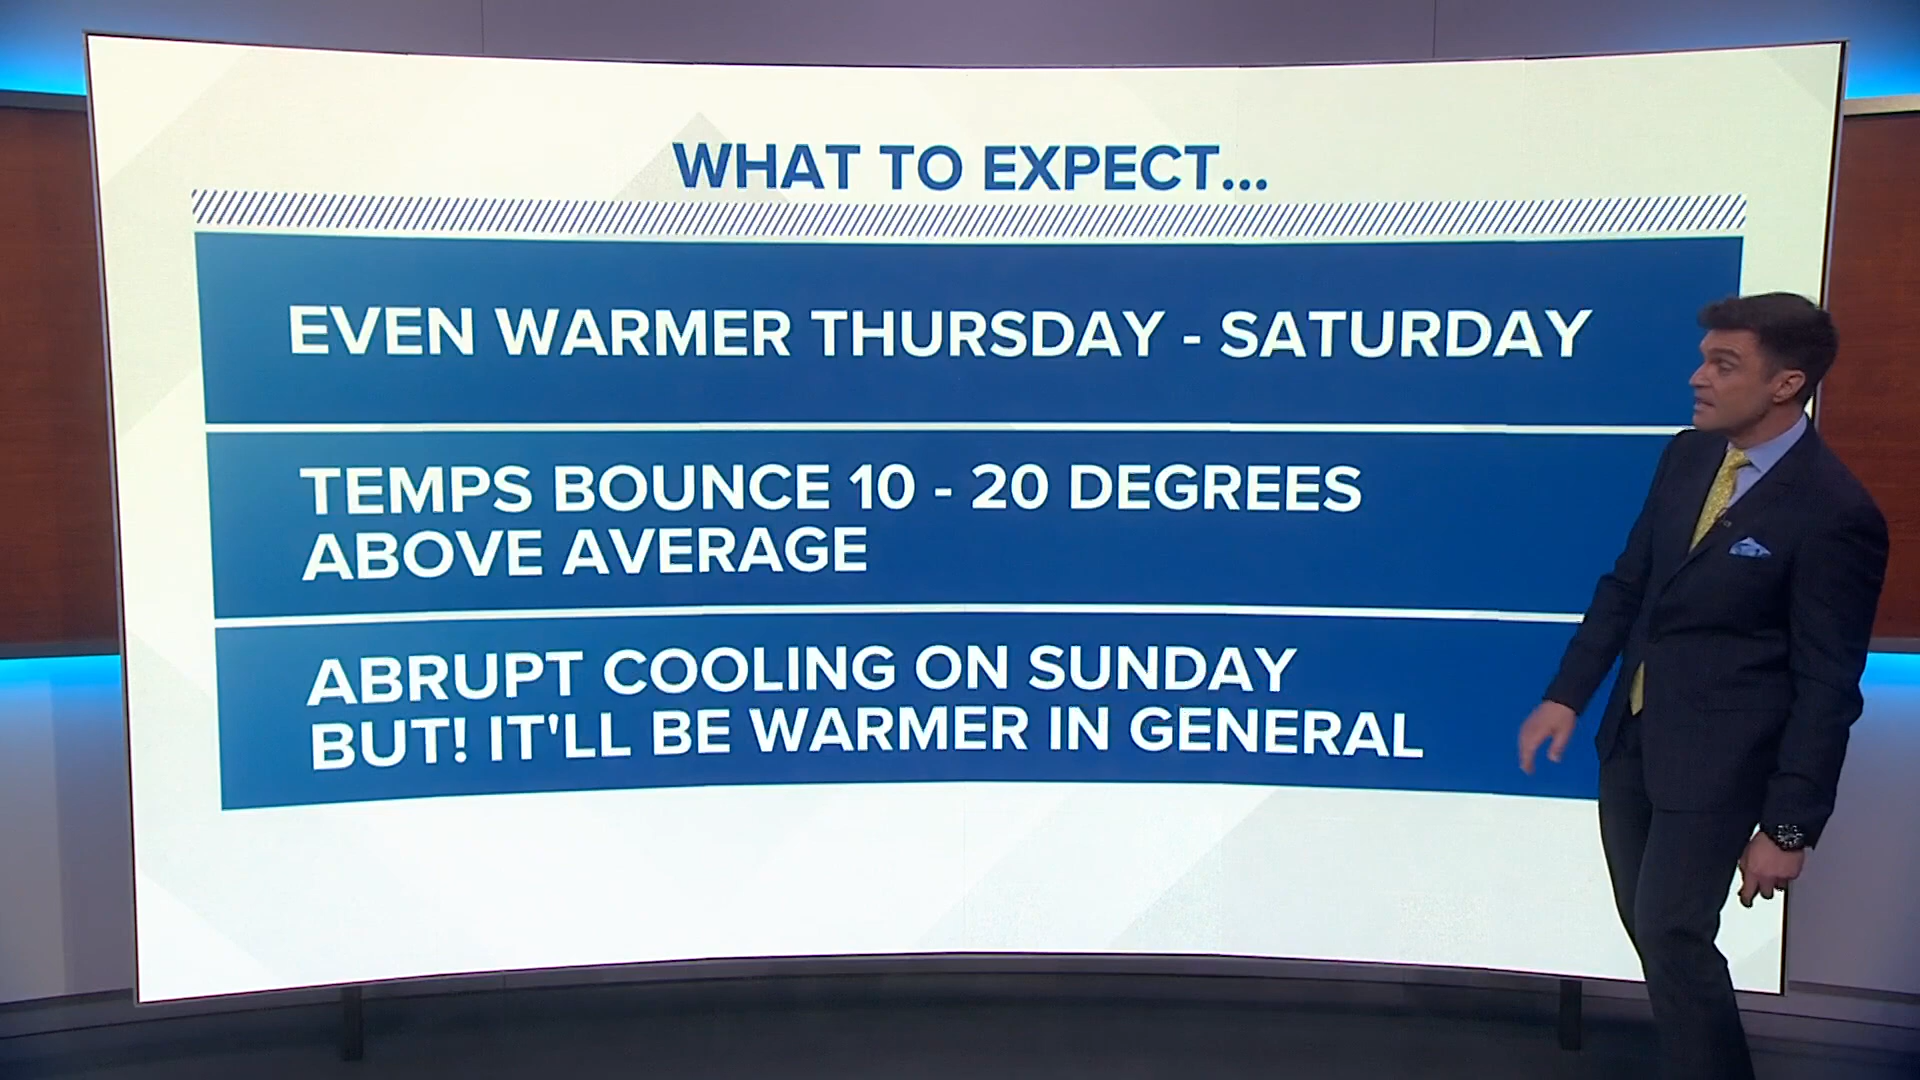 WHAT TO EXPECT...
EVEN WARMER THURSDAY - SATURDAY
TEMPS BOUNCE 10 - 20 DEGREES
ABOVE AVERAGE
ABRUPT COOLING ON SUNDAY
BUT! IT'LL BE WARMER IN GENERAL